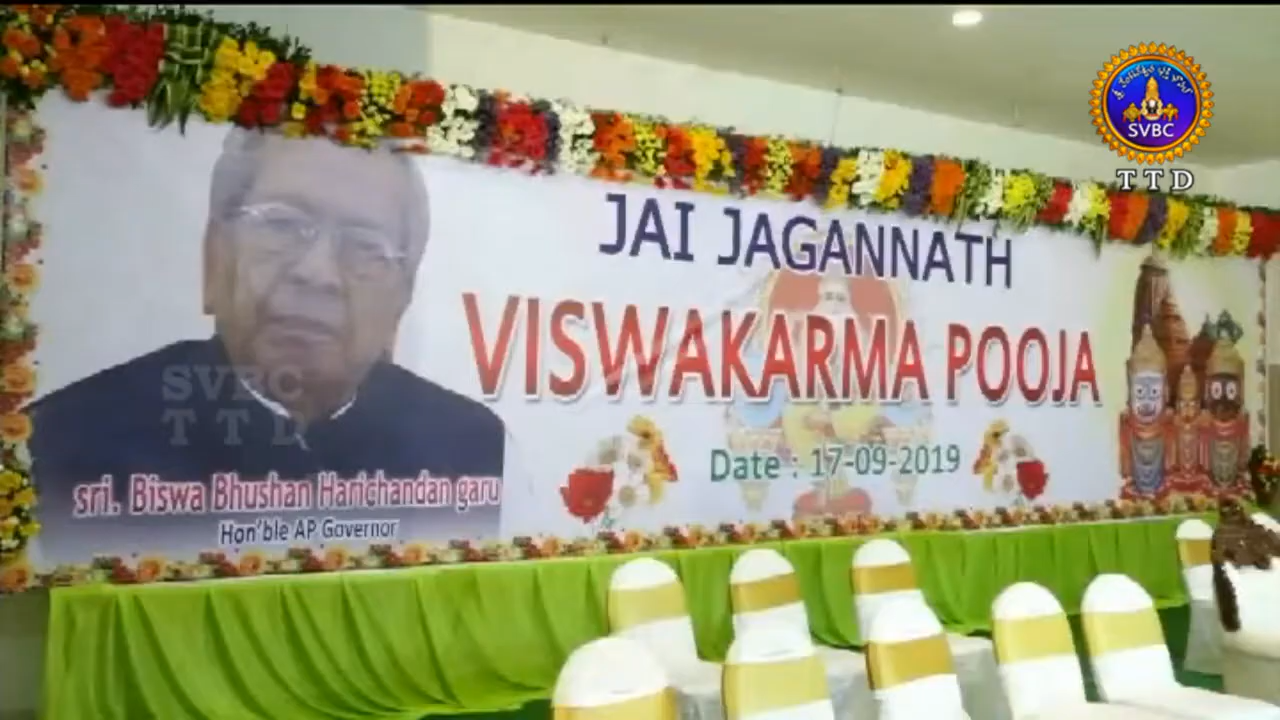 SVBC
TTD
JAI JAGANNATH
VISWAKARMA POOJA
SVBC
TTD
sri. Biswa Bhushan Harichandan garu
Hon'ble AP Governor
Date : 17-09-2019